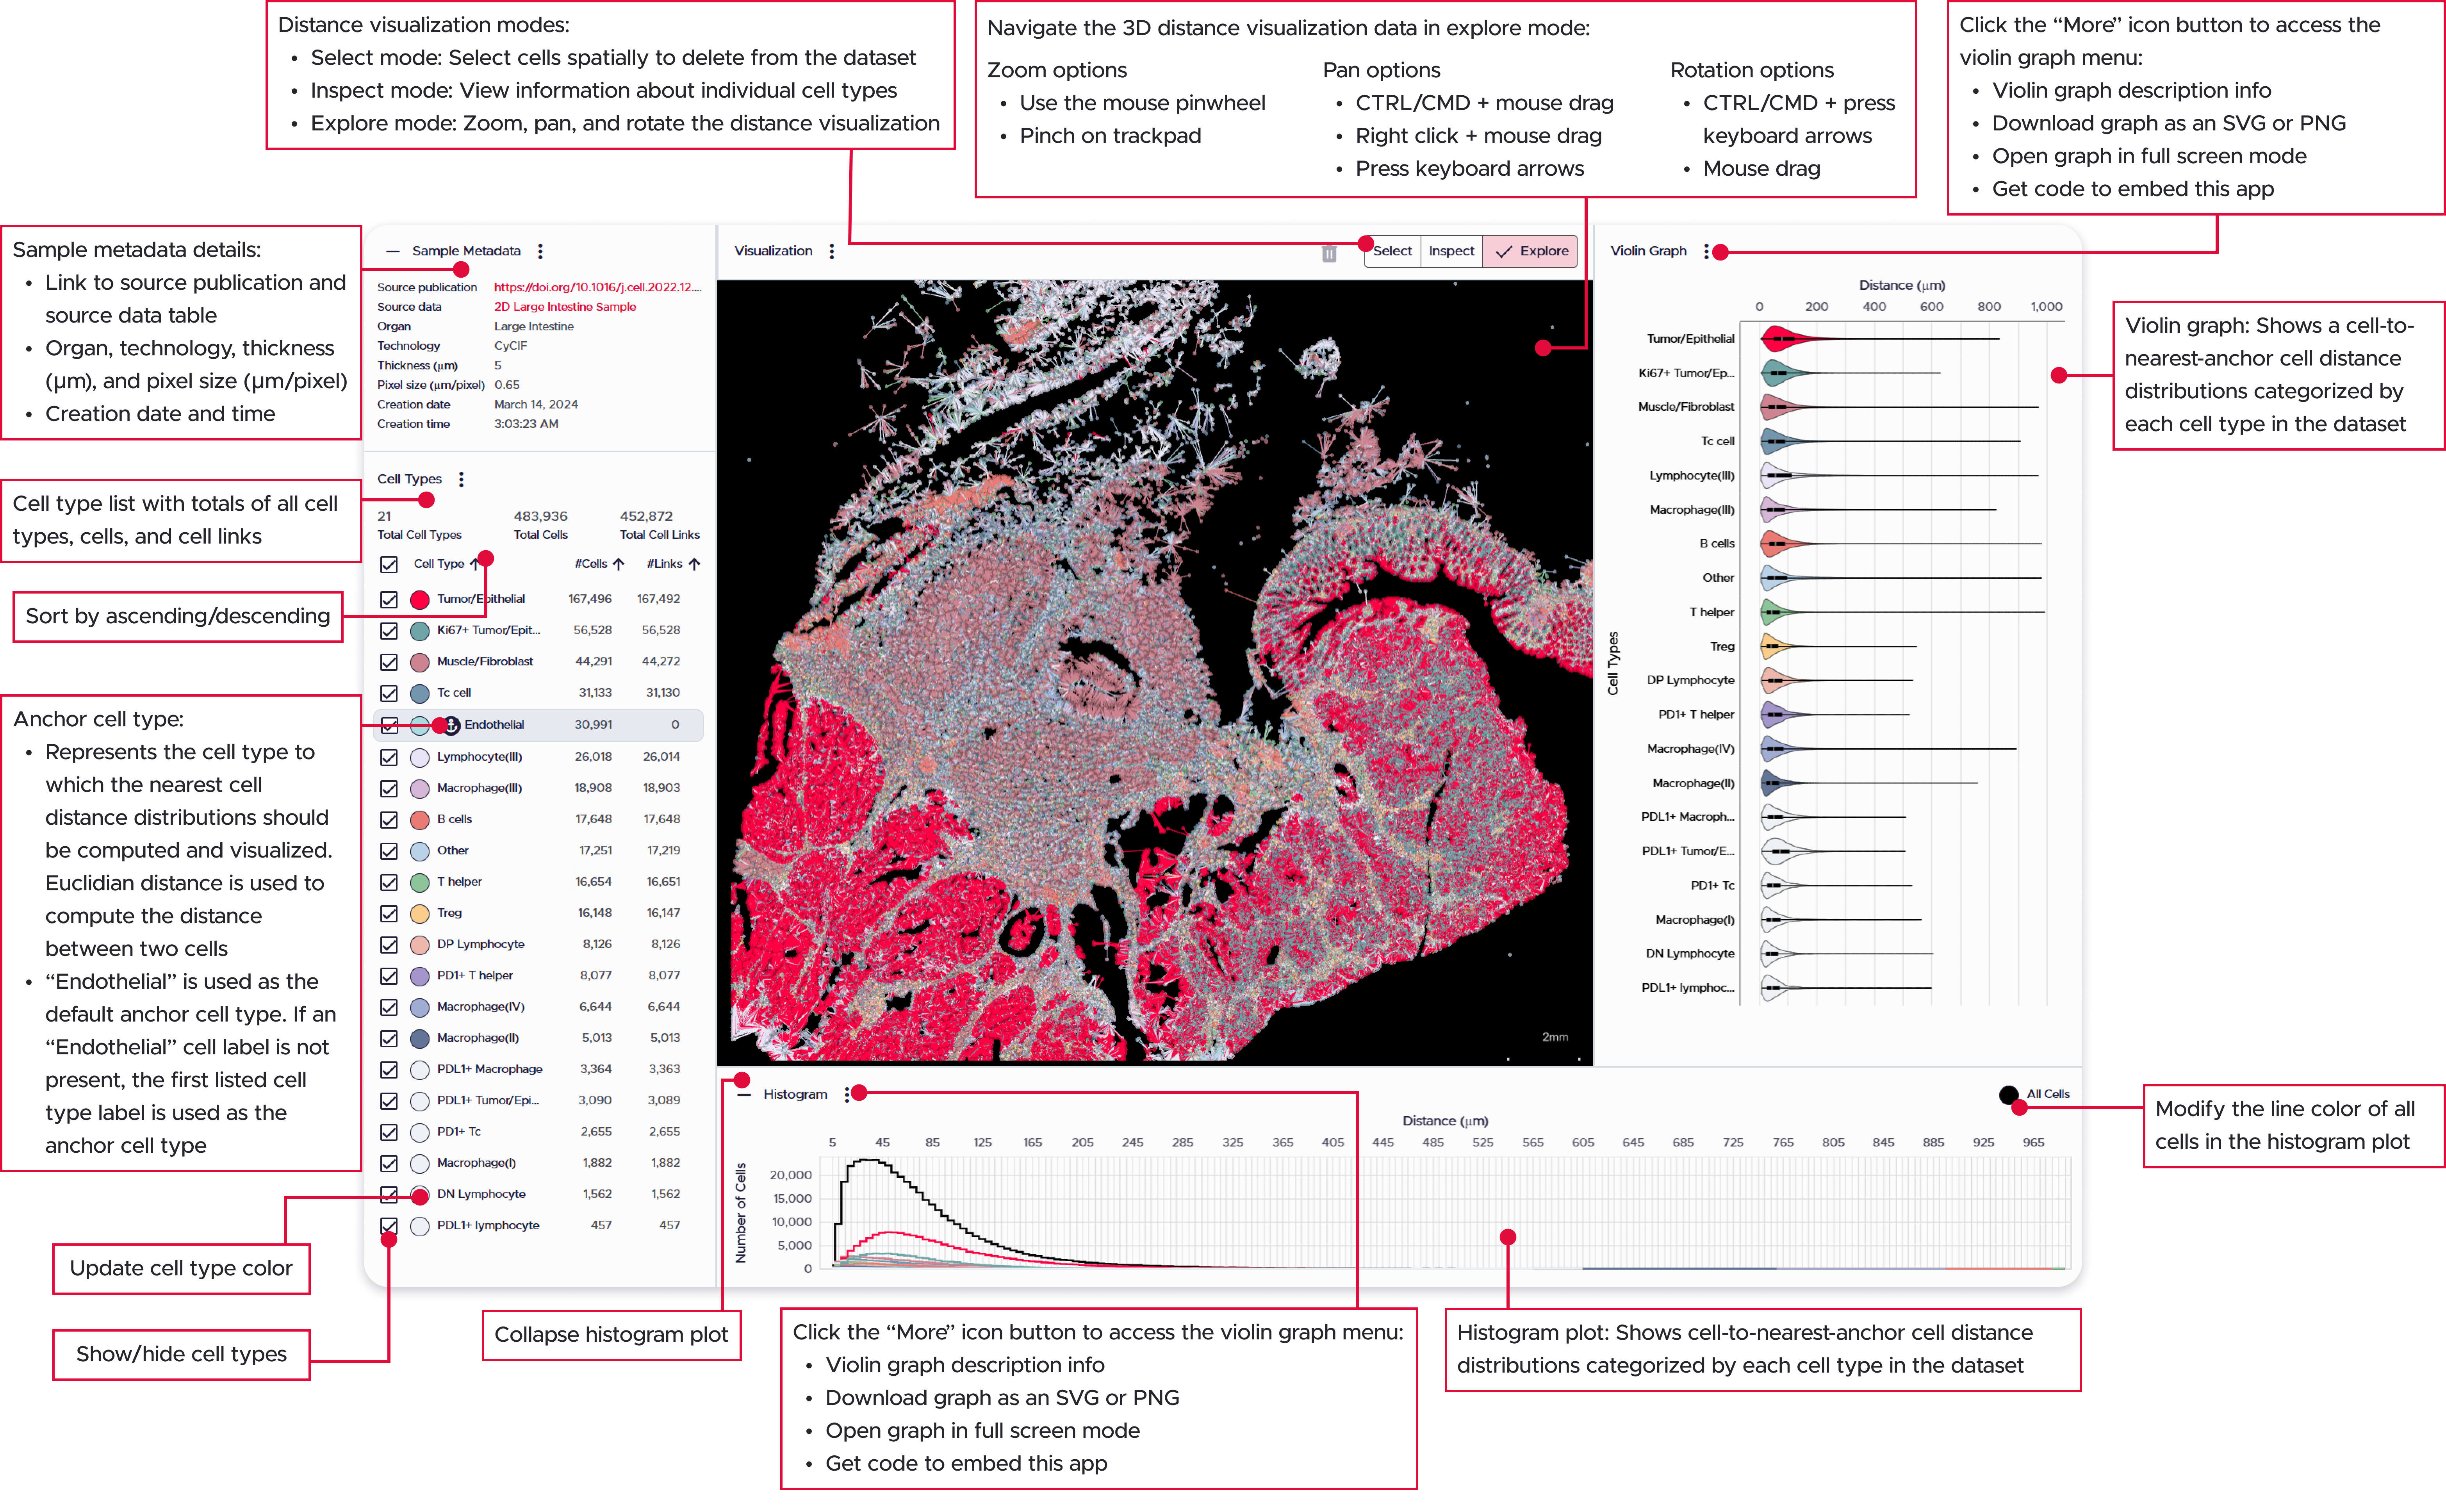 Distance visualization modes:
• Select mode: Select cells spatially to delete from the dataset
• Inspect mode: View information about individual cell types
• Explore mode: Zoom, pan, and rotate the distance visualization
Navigate the 3D distance visualization data in explore mode:
Zoom options
• Use the mouse pinwheel
• Pinch on trackpad
Pan options
• CTRL/CMD + mouse drag
• Right click + mouse drag
• Press keyboard arrows
Rotation options
• CTRL/CMD + press
keyboard arrows
• Mouse drag
Click the “More” icon button to access the
violin graph menu:
• Violin graph description info
• Download graph as an SVG or PNG
• Open graph in full screen mode
• Get code to embed this app
Sample metadata details:
• Link to source publication and
source data table
• Organ, technology, thickness
(µm), and pixel size (µm/pixel)
• Creation date and time
Cell type list with totals of all cell
types, cells, and cell links
Sort by ascending/descending
Anchor cell type:
• Represents the cell type to
which the nearest cell
distance distributions should
be computed and visualized.
Euclidian distance is used to
compute the distance
between two cells
• “Endothelial” is used as the
default anchor cell type. If an
“Endothelial” cell label is not
present, the first listed cell
type label is used as the
anchor cell type
Update cell type color
Show/hide cell types
Sample Metadata
Source publication https://doi.org/10.1016/j.cell.2022.12....
Source data 2D Large Intestine Sample
Organ Large Intestine
Technology CyCIF
Thickness (µm) 5
Pixel size (µm/pixel) 0.65
Creation date March 14, 2024
Creation time 3:03:23 AM
Cell Types
21 483,936 452,872
Total Cell Types Total Cells Total Cell Links
Cell Type ↑ #Cells ↑ #Links ↑
Tumor/Epithelial 167,496 167,492
Ki67+ Tumor/Epit... 56,528 56,528
Muscle/Fibroblast 44,291 44,272
Tc cell 31,133 31,130
Endothelial 30,991 0
Lymphocyte(III) 26,018 26,014
Macrophage(III) 18,908 18,903
B cells 17,648 17,648
Other 17,251 17,219
T helper 16,654 16,651
Treg 16,148 16,147
DP Lymphocyte 8,126 8,126
PD1+ T helper 8,077 8,077
Macrophage(IV) 6,644 6,644
Macrophage(II) 5,013 5,013
PDL1+ Macrophage 3,364 3,363
PDL1+ Tumor/Epi... 3,090 3,089
PD1+ Tc 2,655 2,655
Macrophage(I) 1,882 1,882
DN Lymphocyte 1,562 1,562
PDL1+ lymphocyte 457 457
Visualization
Select Inspect Explore
2mm
Violin Graph
Distance (µm)
0 200 400 600 800 1,000
Cell Types
Tumor/Epithelial
Ki67+ Tumor/Ep...
Muscle/Fibroblast
Tc cell
Lymphocyte(III)
Macrophage(III)
B cells
Other
T helper
Treg
DP Lymphocyte
PD1+ T helper
Macrophage(IV)
Macrophage(II)
PDL1+ Macroph...
PDL1+ Tumor/E...
PD1+ Tc
Macrophage(I)
DN Lymphocyte
PDL1+ lymphoc...
Violin graph: Shows a cell-to-
nearest-anchor cell distance
distributions categorized by
each cell type in the dataset
Histogram
All Cells
Distance (µm)
5 45 85 125 165 205 245 285 325 365 405 445 485 525 565 605 645 685 725 765 805 845 885 925 965
Number of Cells
20,000
15,000
10,000
5,000
0
Modify the line color of all
cells in the histogram plot
Collapse histogram plot
Click the “More” icon button to access the violin graph menu:
• Violin graph description info
• Download graph as an SVG or PNG
• Open graph in full screen mode
• Get code to embed this app
Histogram plot: Shows cell-to-nearest-anchor cell distance
distributions categorized by each cell type in the dataset